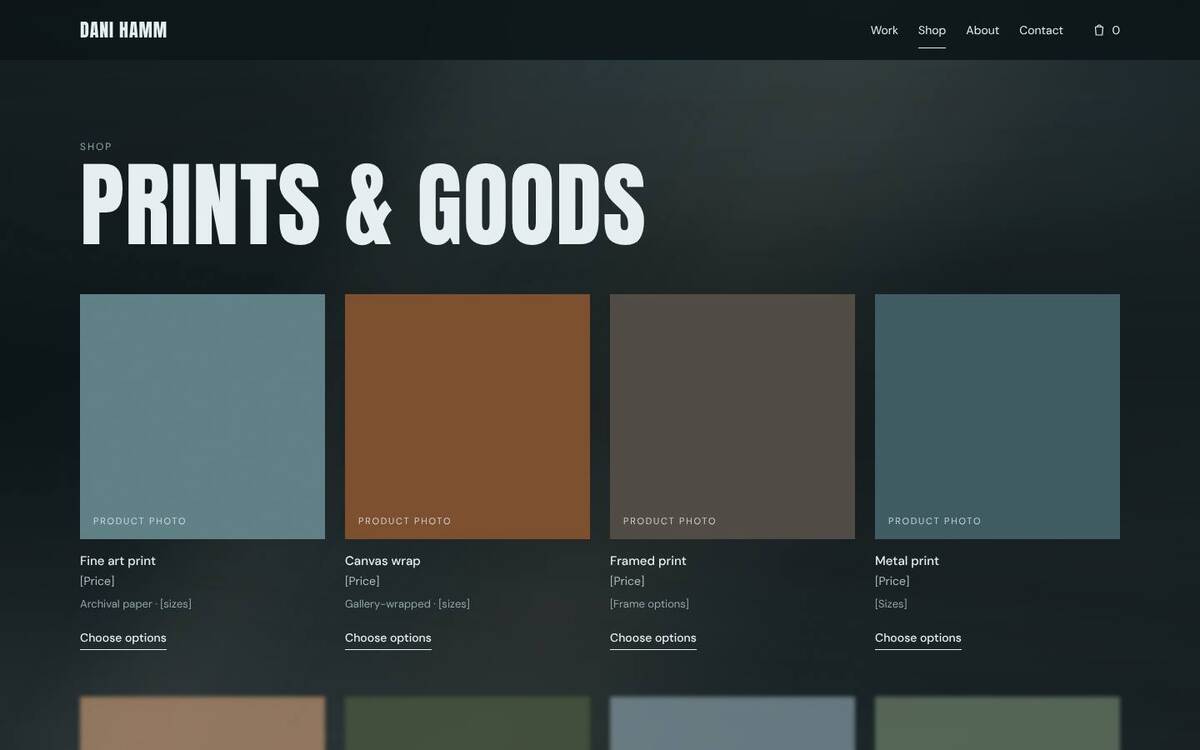 DANI HAMM
Work Shop About Contact 0
SHOP
PRINTS & GOODS
PRODUCT PHOTO PRODUCT PHOTO PRODUCT PHOTO PRODUCT PHOTO
Fine art print Canvas wrap Framed print Metal print
[Price] [Price] [Price] [Price]
Archival paper · [sizes] Gallery-wrapped · [sizes] [Frame options] [Sizes]
Choose options Choose options Choose options Choose options